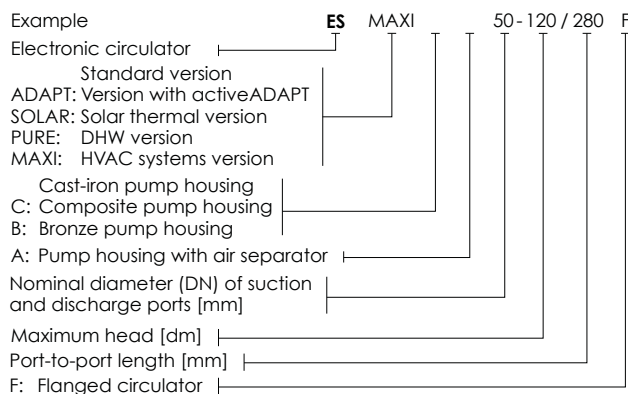 Example ES MAXI 50-120 / 280 F
Electronic circulator
Standard version
ADAPT: Version with activeADAPT
SOLAR: Solar thermal version
PURE: DHW version
MAXI: HVAC systems version
Cast-iron pump housing
C: Composite pump housing
B: Bronze pump housing
A: Pump housing with air separator
Nominal diameter (DN) of suction
and discharge ports [mm]
Maximum head [dm]
Port-to-port length [mm]
F: Flanged circulator